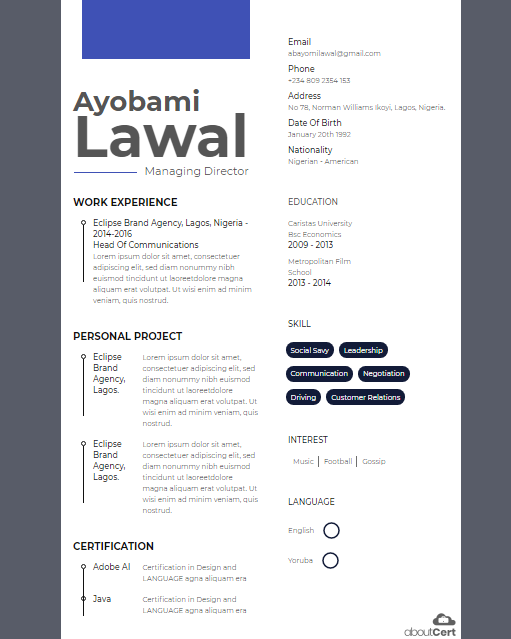 Ayobami
Lawal
Managing Director
WORK EXPERIENCE
Eclipse Brand Agency, Lagos, Nigeria -
2014-2016
Head Of Communications
Lorem ipsum dolor sit amet, consectetuer
adipiscing elit, sed diam nonummy nibh
euismod tincidunt ut laoreetdolore magna
aliquam erat volutpat. Ut wisi enim ad minim
veniam, quis nostrud.
PERSONAL PROJECT
Eclipse
Brand
Agency,
Lagos.
Lorem ipsum dolor sit amet,
consectetuer adipiscing elit, sed
diam nonummy nibh euismod
tincidunt ut laoreetdolore
magna aliquam erat volutpat. Ut
wisi enim ad minim veniam, quis
nostrud.
Eclipse
Brand
Agency,
Lagos.
Lorem ipsum dolor sit amet,
consectetuer adipiscing elit, sed
diam nonummy nibh euismod
tincidunt ut laoreetdolore
magna aliquam erat volutpat. Ut
wisi enim ad minim veniam, quis
nostrud.
CERTIFICATION
Adobe AI
Certification in Design and
LANGUAGE agna aliquam era
Java
Certification in Design and
LANGUAGE agna aliquam era
Email
abayomilawal@gmail.com
Phone
+234 809 2354 153
Address
No 78, Norman Williams Ikoyi, Lagos, Nigeria.
Date Of Birth
January 20th 1992
Nationality
Nigerian - American
EDUCATION
Caristas University
Bsc Economics
2009 - 2013
Metropolitan Film
School
2013 - 2014
SKILL
Social Savy Leadership
Communication Negotiation
Driving Customer Relations
INTEREST
Music | Football | Gossip
LANGUAGE
English
Yoruba
aboutCert